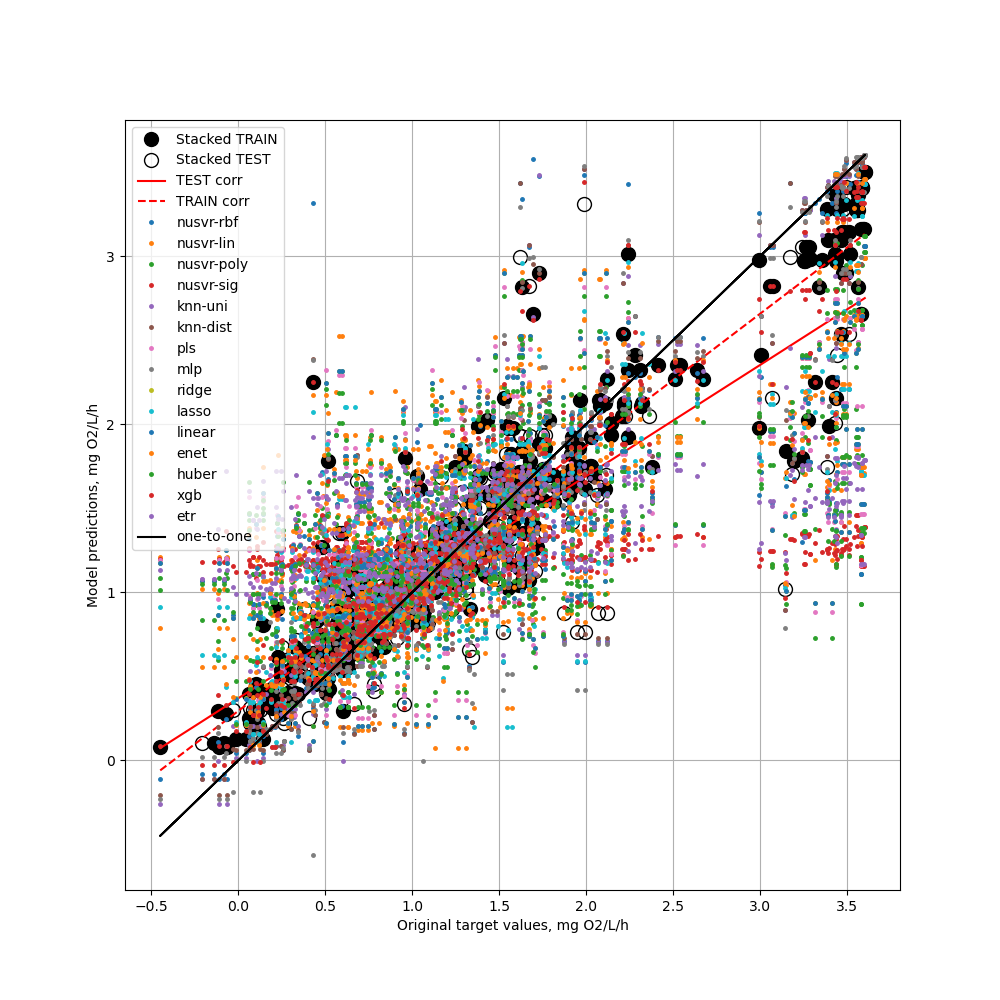 Stacked TRAIN
Stacked TEST
TEST corr
TRAIN corr
nusvr-rbf
nusvr-lin
nusvr-poly
nusvr-sig
knn-uni
knn-dist
pls
mlp
ridge
lasso
linear
enet
huber
xgb
etr
one-to-one
3
2
1
0
Model predictions, mg O2/L/h
−0.5 0.0 0.5 1.0 1.5 2.0 2.5 3.0 3.5
Original target values, mg O2/L/h